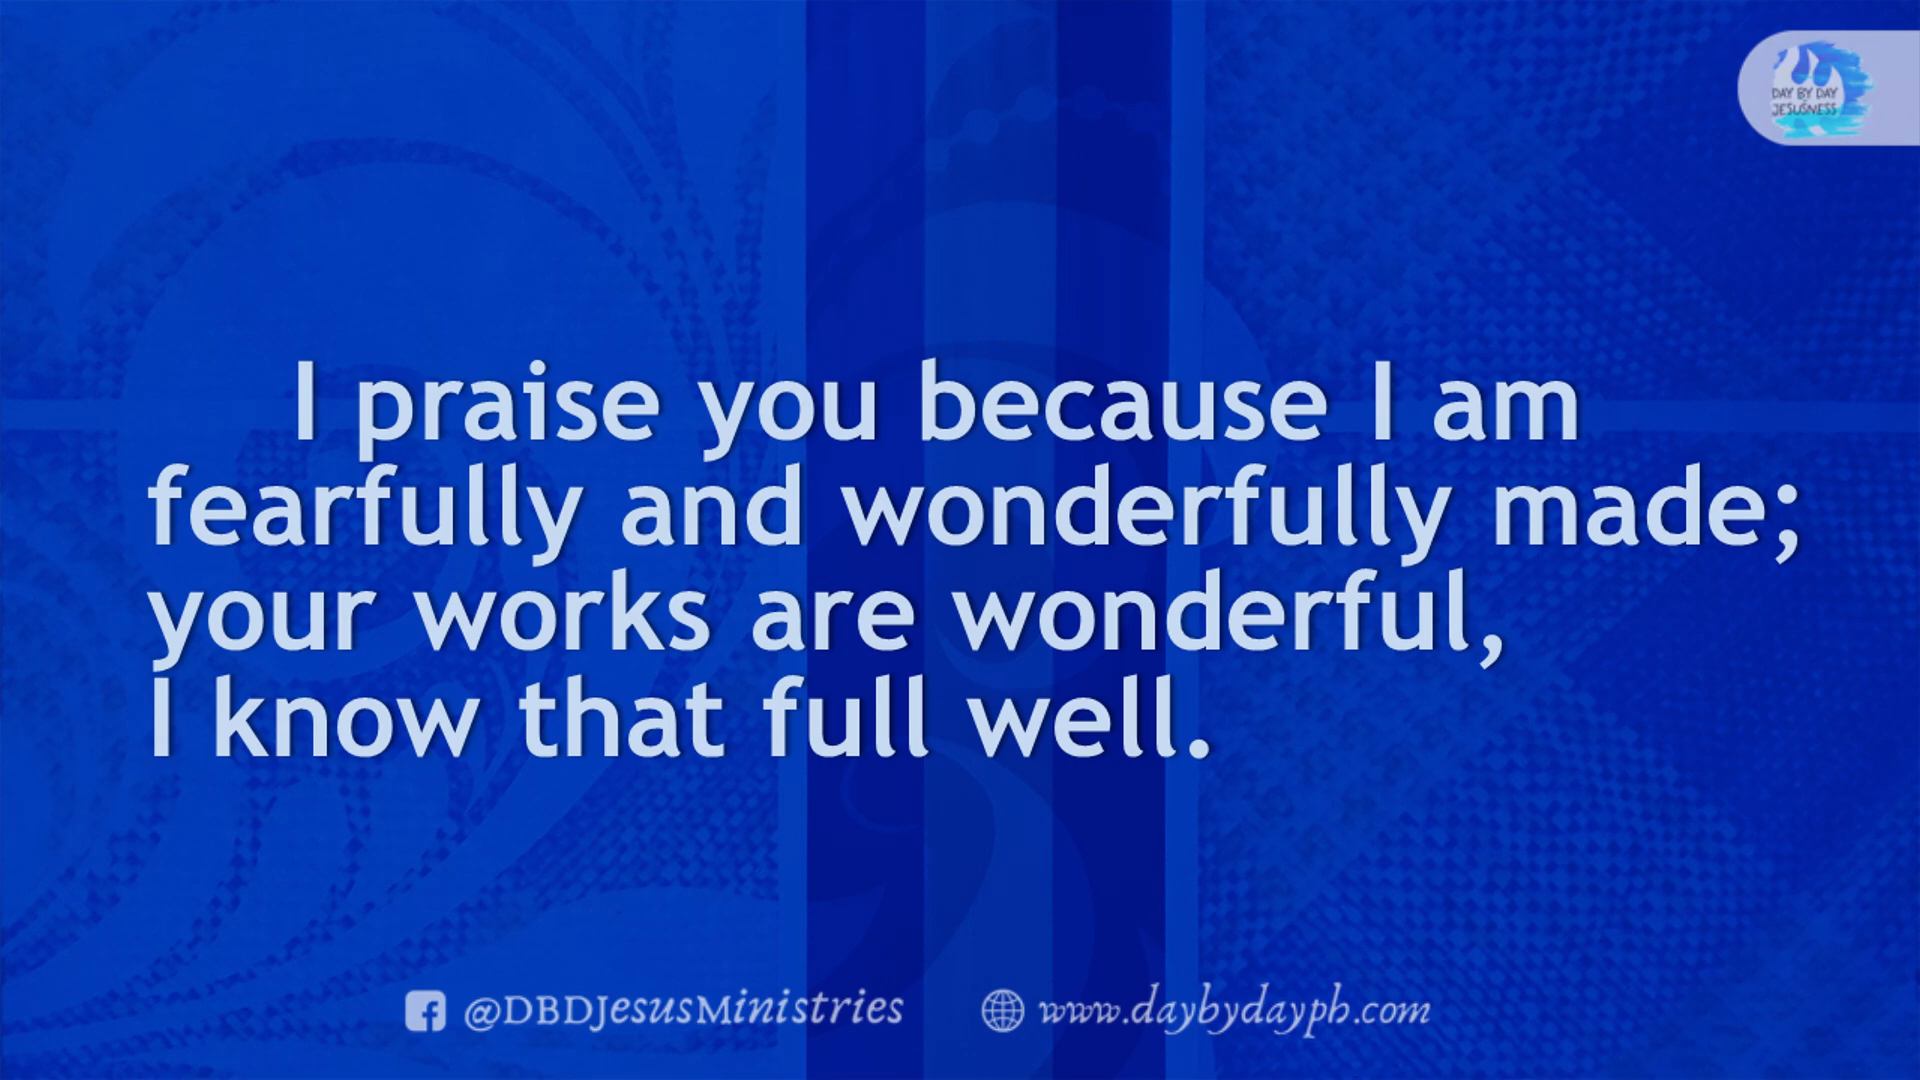 DAY BY DAY
JESUSNESS
I praise you because I am
fearfully and wonderfully made;
your works are wonderful,
I know that full well.
@DBDJesusMinistries www.daybydayph.com